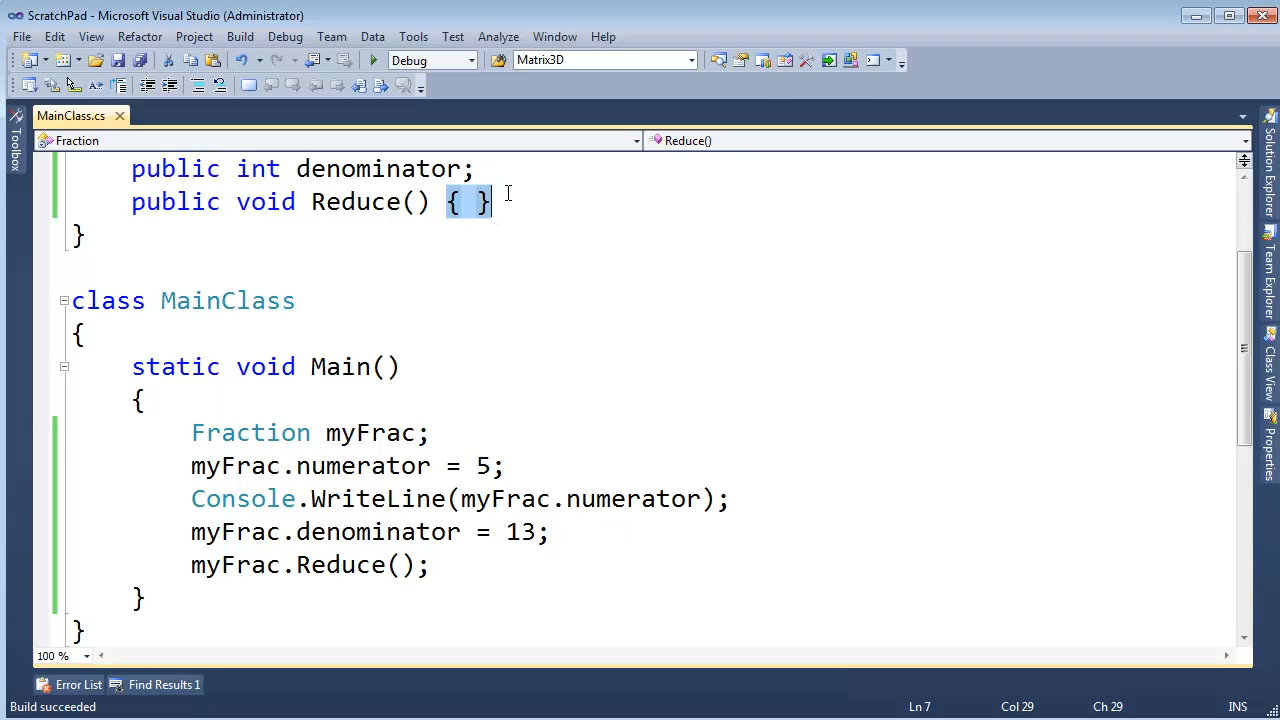 ScratchPad - Microsoft Visual Studio (Administrator)
File Edit View Refactor Project Build Debug Team Data Tools Test Analyze Window Help
Debug Matrix3D
MainClass.cs
Fraction Reduce()
public int denominator;
public void Reduce() { }
}
class MainClass
{
static void Main()
{
Fraction myFrac;
myFrac.numerator = 5;
Console.WriteLine(myFrac.numerator);
myFrac.denominator = 13;
myFrac.Reduce();
}
}
100 %
Toolbox
Solution Explorer
Team Explorer
Class View
Properties
Error List Find Results 1
Build succeeded Ln 7 Col 29 Ch 29 INS